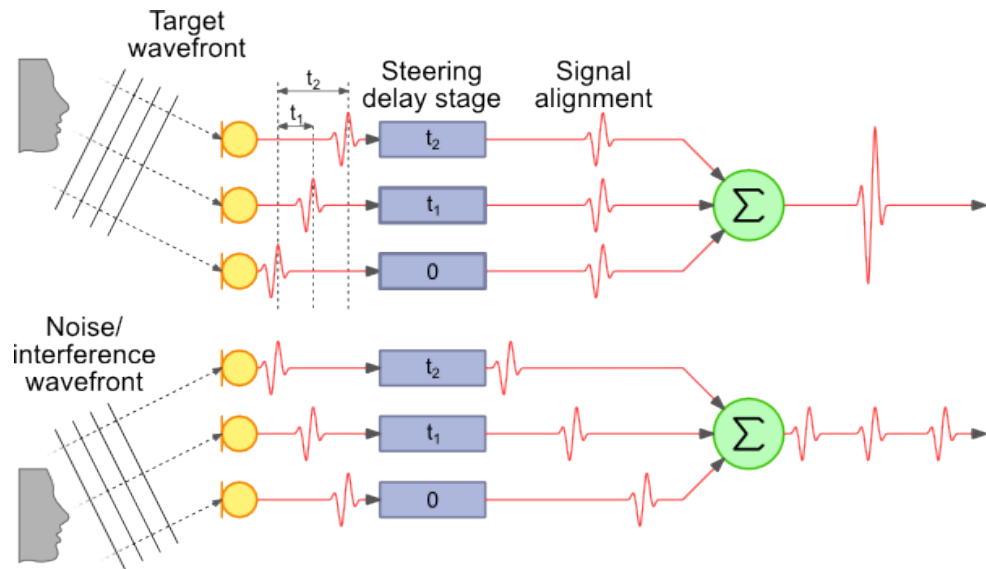 Target
wavefront
t₂
t₁
Steering
delay stage
Signal
alignment
t₂
t₁
0
Σ
Noise/
interference
wavefront
t₂
t₁
0
Σ